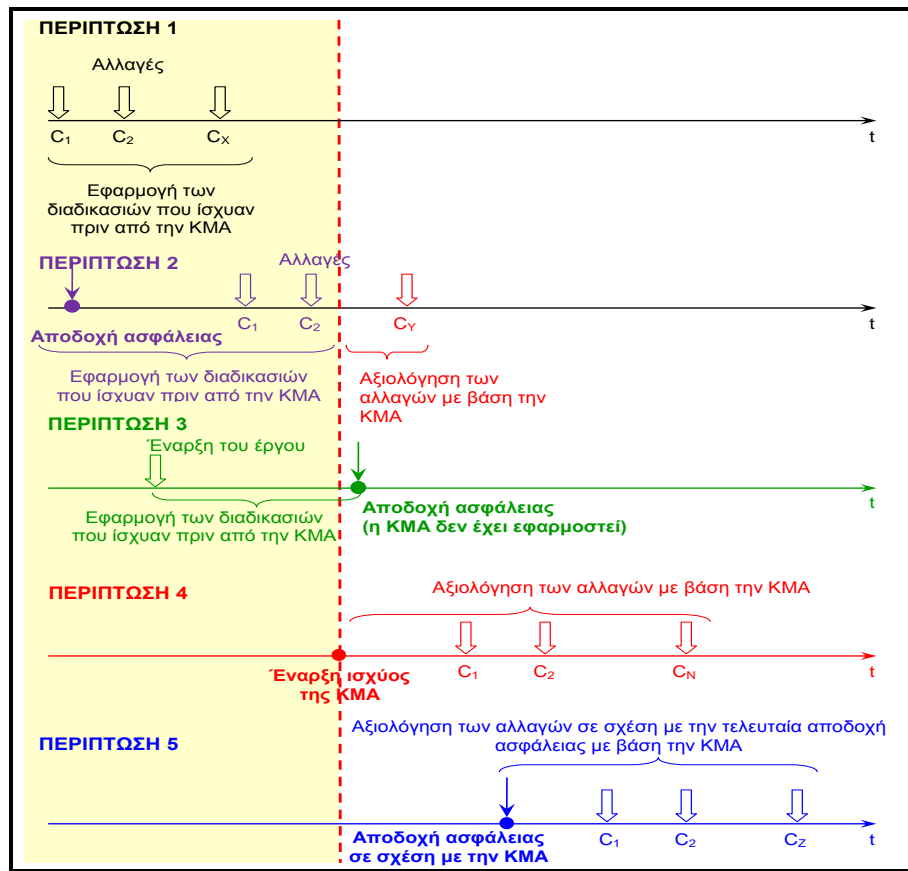 ΠΕΡΙΠΤΩΣΗ 1
Αλλαγές
C1 C2 CX t
Εφαρμογή των
διαδικασιών που ίσχυαν
πριν από την ΚΜΑ
ΠΕΡΙΠΤΩΣΗ 2
Αλλαγές
C1 C2 CY t
Αποδοχή ασφάλειας
Εφαρμογή των διαδικασιών
που ίσχυαν πριν από την ΚΜΑ
Αξιολόγηση των
αλλαγών με βάση την
ΚΜΑ
ΠΕΡΙΠΤΩΣΗ 3
Έναρξη του έργου
t
Εφαρμογή των διαδικασιών
που ίσχυαν πριν από την ΚΜΑ
Αποδοχή ασφάλειας
(η ΚΜΑ δεν έχει εφαρμοστεί)
ΠΕΡΙΠΤΩΣΗ 4
Αξιολόγηση των αλλαγών με βάση την ΚΜΑ
Έναρξη ισχύος
της ΚΜΑ
C1 C2 CN t
ΠΕΡΙΠΤΩΣΗ 5
Αξιολόγηση των αλλαγών σε σχέση με την τελευταία αποδοχή
ασφάλειας με βάση την ΚΜΑ
Αποδοχή ασφάλειας
σε σχέση με την ΚΜΑ
C1 C2 CZ t